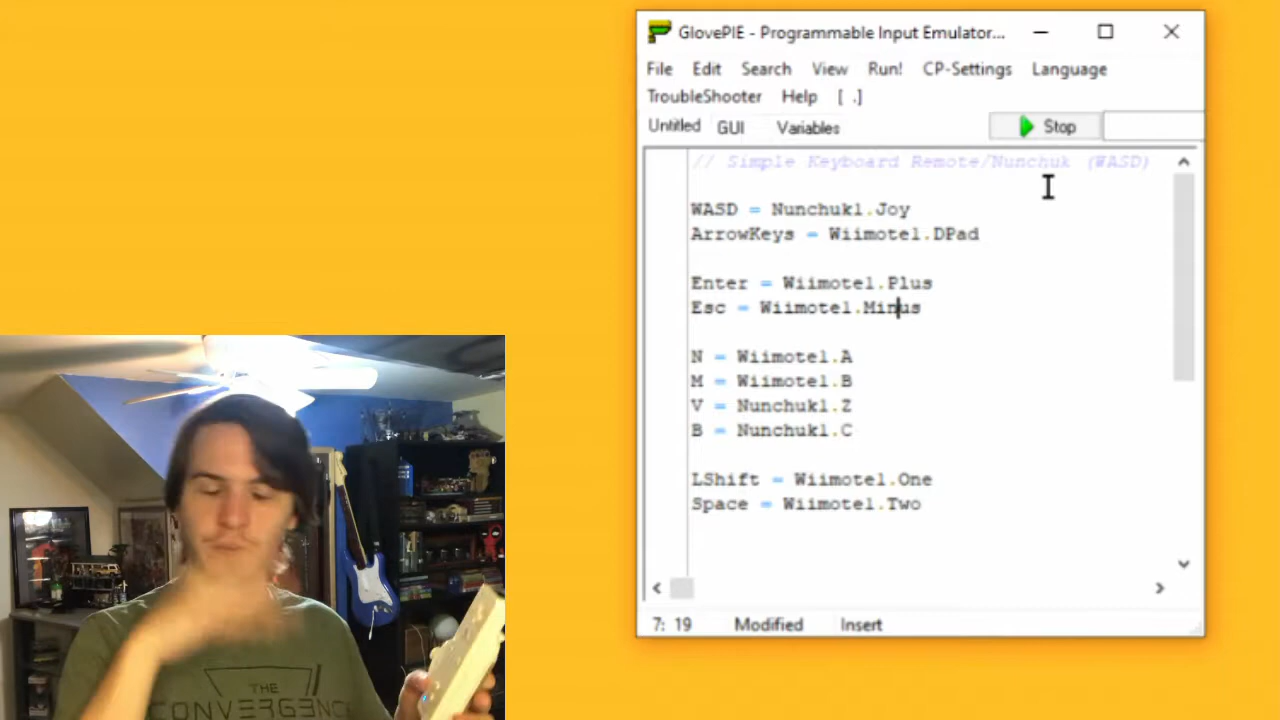 GlovePIE - Programmable Input Emulator...
File Edit Search View Run! CP-Settings Language
TroubleShooter Help [ .]
Untitled GUI Variables Stop
// Simple Keyboard Remote/Nunchuk (WASD)
WASD = Nunchuk1.Joy
ArrowKeys = Wiimote1.DPad
Enter = Wiimote1.Plus
Esc = Wiimote1.Minus
N = Wiimote1.A
M = Wiimote1.B
V = Nunchuk1.Z
B = Nunchuk1.C
LShift = Wiimote1.One
Space = Wiimote1.Two
7: 19 Modified Insert
THE
CONVERGENCE